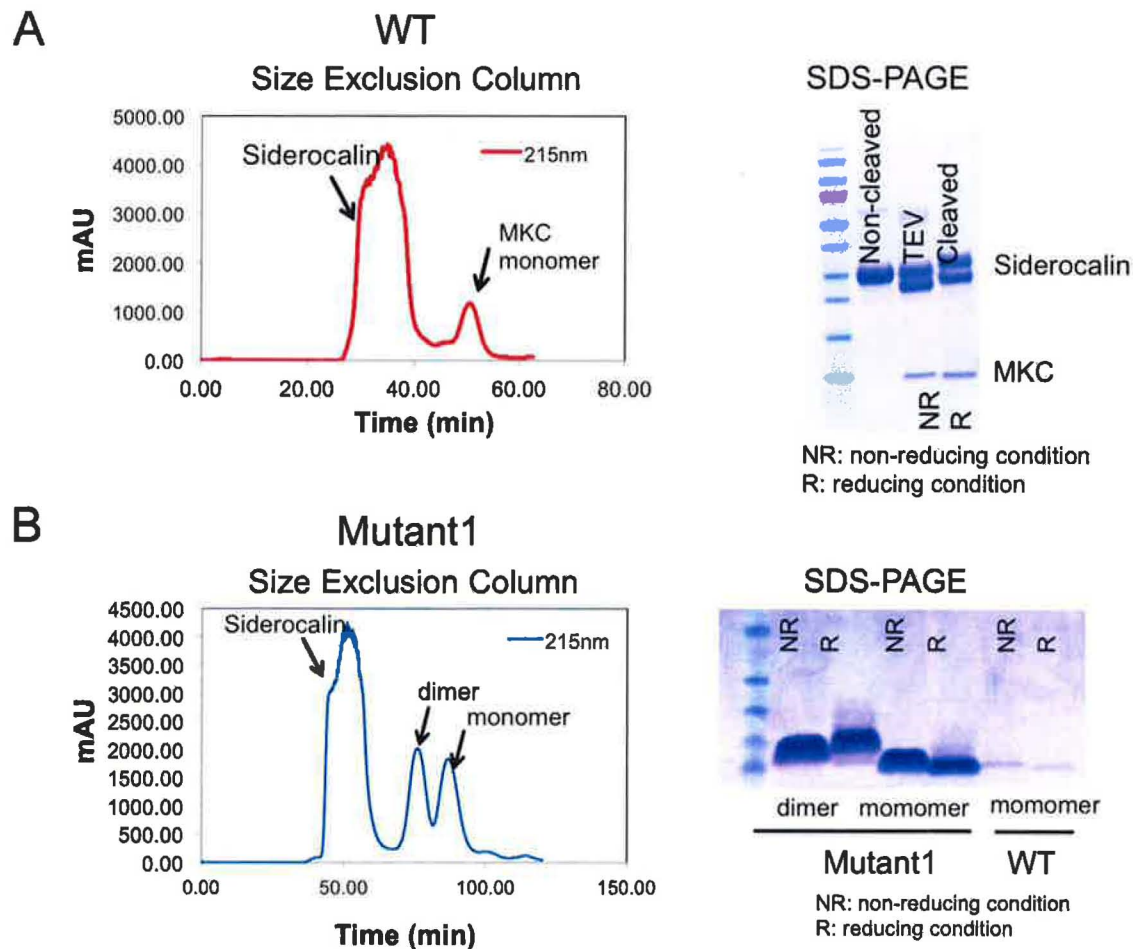 A
WT
Size Exclusion Column
5000.00
4000.00
3000.00
2000.00
1000.00
0.00
mAU
Siderocalin
215nm
MKC
monomer
0.00 20.00 40.00 60.00 80.00
Time (min)
SDS-PAGE
Non-cleaved
TEV
Cleaved
Siderocalin
MKC
NR
R
NR: non-reducing condition
R: reducing condition
B
Mutant1
Size Exclusion Column
4500.00
4000.00
3500.00
3000.00
2500.00
2000.00
1500.00
1000.00
500.00
0.00
mAU
Siderocalin
215nm
dimer
monomer
0.00 50.00 100.00 150.00
Time (min)
SDS-PAGE
NR R NR R NR R
dimer momomer momomer
Mutant1 WT
NR: non-reducing condition
R: reducing condition